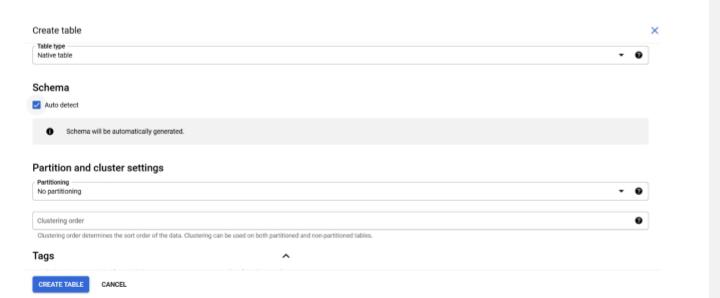 Create table
Table type
Native table
Schema
Auto detect
Schema will be automatically generated.
Partition and cluster settings
Partitioning
No partitioning
Clustering order
Clustering order determines the sort order of the data. Clustering can be used on both partitioned and non-partitioned tables.
Tags
CREATE TABLE CANCEL